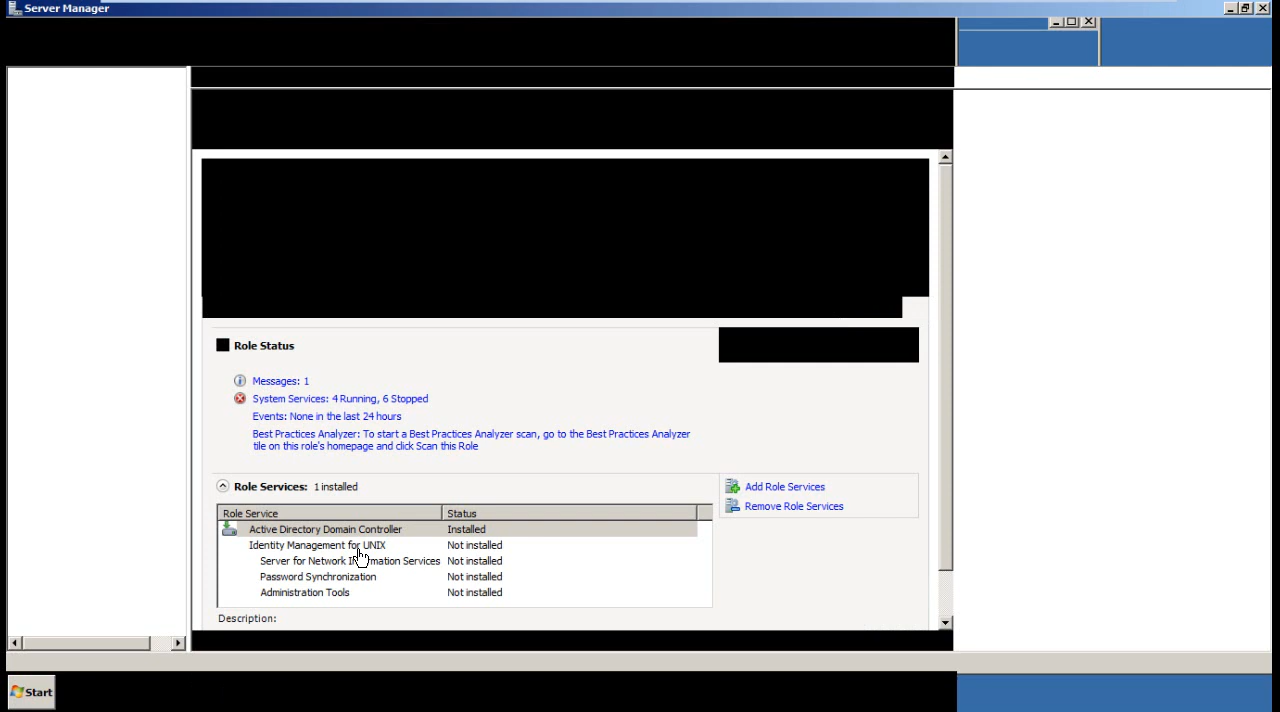 Server Manager
Role Status
Messages: 1
System Services: 4 Running, 6 Stopped
Events: None in the last 24 hours
Best Practices Analyzer: To start a Best Practices Analyzer scan, go to the Best Practices Analyzer
tile on this role's homepage and click Scan this Role
Role Services: 1 installed
Add Role Services
Remove Role Services
Role Service Status
Active Directory Domain Controller Installed
Identity Management for UNIX Not installed
Server for Network Information Services Not installed
Password Synchronization Not installed
Administration Tools Not installed
Description:
Start